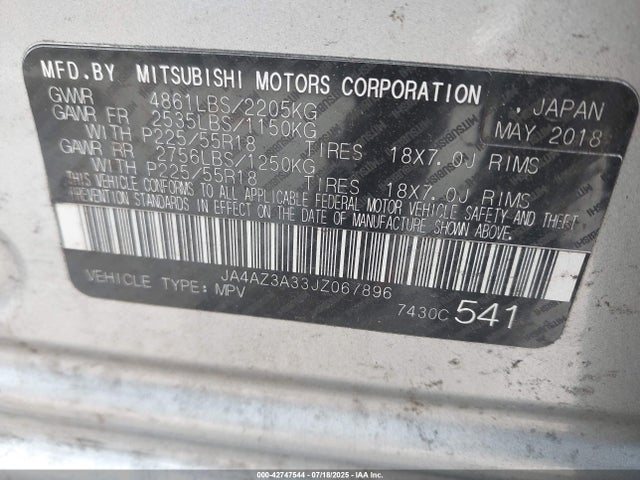 MFD.BY MITSUBISHI MOTORS CORPORATION
GVWR 4861LBS/2205KG , JAPAN
GAWR FR 2535LBS/1150KG MAY 2018
WITH P225/55R18 TIRES 18X7.0J RIMS
GAWR RR 2756LBS/1250KG
WITH P225/55R18 TIRES 18X7.0J RIMS
THIS VEHICLE CONFORMS TO ALL APPLICABLE FEDERAL MOTOR VEHICLE SAFETY AND THEFT
PREVENTION STANDARDS IN EFFECT ON THE DATE OF MANUFACTURE SHOWN ABOVE.
JA4AZ3A33JZ067896
VEHICLE TYPE: MPV 7430C 541
000-42747544 - 07/18/2025 - IAA, Inc.